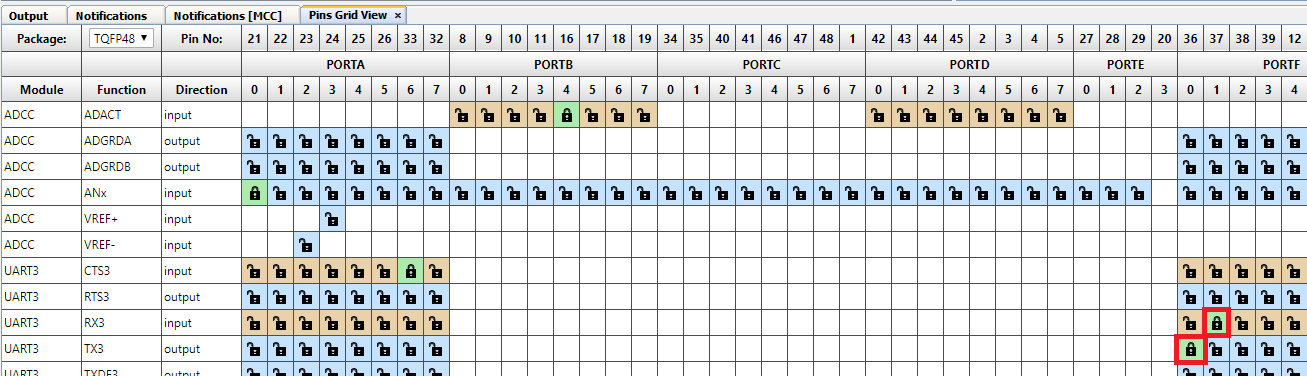 Output Notifications Notifications [MCC] Pins Grid View ×
Package: TQFP48 ▼ Pin No: 21 22 23 24 25 26 33 32 8 9 10 11 16 17 18 19 34 35 40 41 46 47 48 1 42 43 44 45 2 3 4 5 27 28 29 20 36 37 38 39 12
PORTA PORTB PORTC PORTD PORTE PORTF
Module Function Direction 0 1 2 3 4 5 6 7 0 1 2 3 4 5 6 7 0 1 2 3 4 5 6 7 0 1 2 3 4 5 6 7 0 1 2 3 0 1 2 3 4
ADCC ADACT input
ADCC ADGRDA output
ADCC ADGRDB output
ADCC ANx input
ADCC VREF+ input
ADCC VREF- input
UART3 CTS3 input
UART3 RTS3 output
UART3 RX3 input
UART3 TX3 output
UART3 TXDE3 output